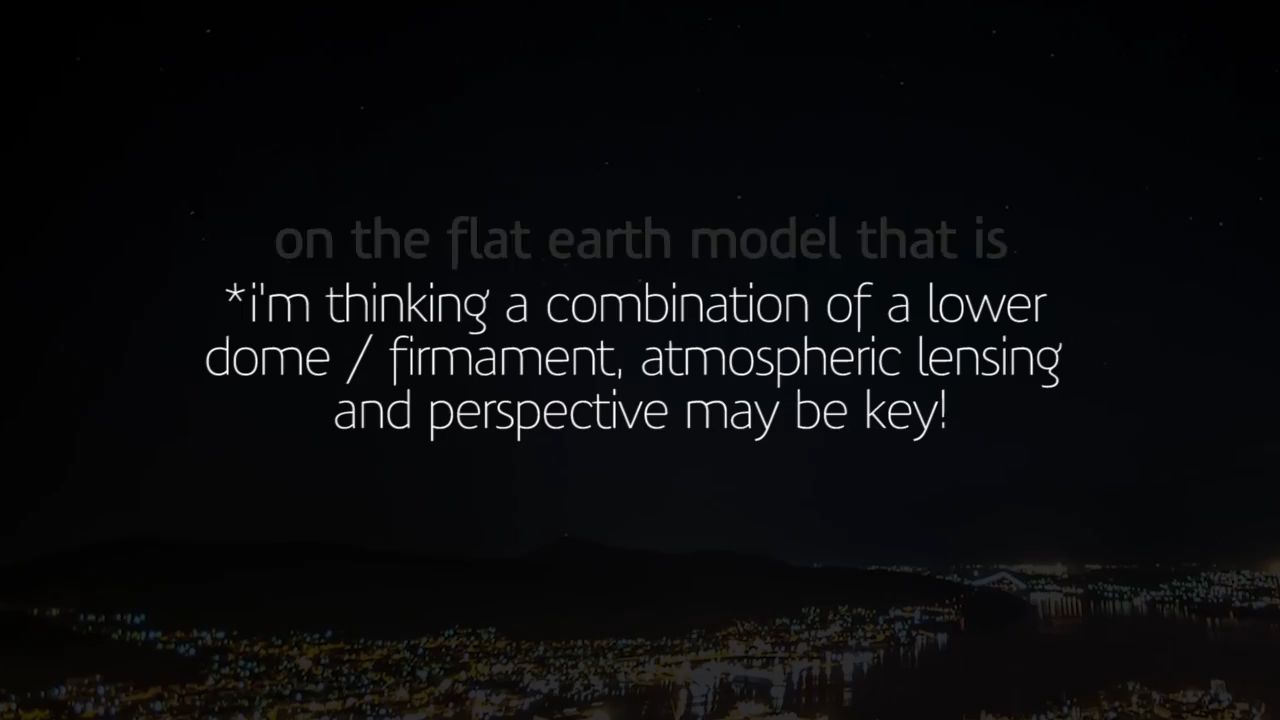 on the flat earth model that is
*i'm thinking a combination of a lower
dome / firmament, atmospheric lensing
and perspective may be key!